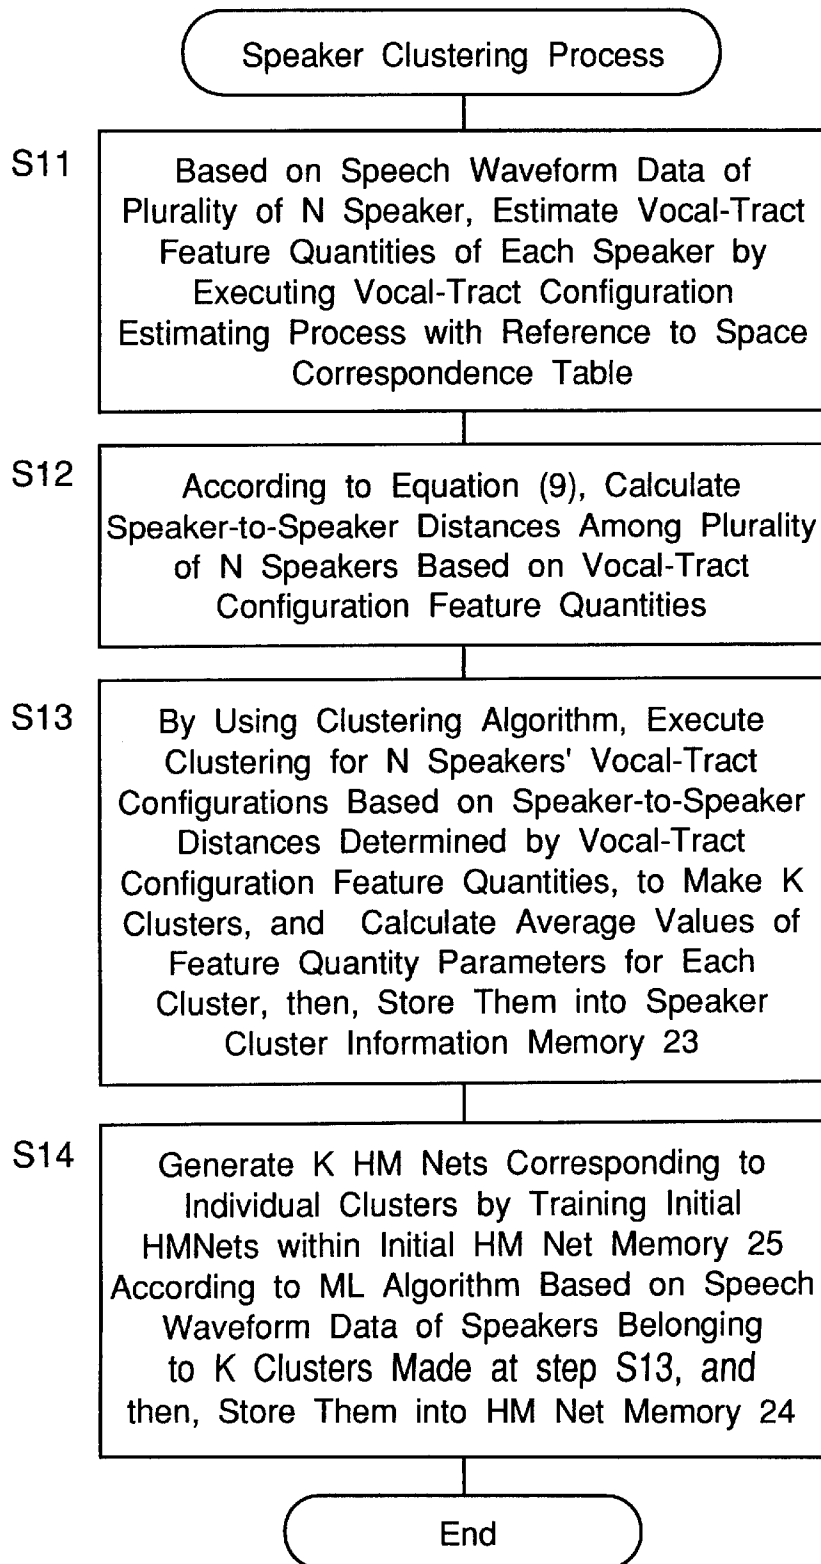 Speaker Clustering Process
S11
Based on Speech Waveform Data of
Plurality of N Speaker, Estimate Vocal-Tract
Feature Quantities of Each Speaker by
Executing Vocal-Tract Configuration
Estimating Process with Reference to Space
Correspondence Table
S12
According to Equation (9), Calculate
Speaker-to-Speaker Distances Among Plurality
of N Speakers Based on Vocal-Tract
Configuration Feature Quantities
S13
By Using Clustering Algorithm, Execute
Clustering for N Speakers' Vocal-Tract
Configurations Based on Speaker-to-Speaker
Distances Determined by Vocal-Tract
Configuration Feature Quantities, to Make K
Clusters, and Calculate Average Values of
Feature Quantity Parameters for Each
Cluster, then, Store Them into Speaker
Cluster Information Memory 23
S14
Generate K HM Nets Corresponding to
Individual Clusters by Training Initial
HMNets within Initial HM Net Memory 25
According to ML Algorithm Based on Speech
Waveform Data of Speakers Belonging
to K Clusters Made at step S13, and
then, Store Them into HM Net Memory 24
End